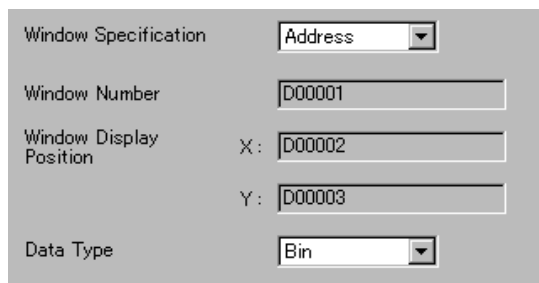 Window Specification Address
Window Number D00001
Window Display
Position X: D00002
Y: D00003
Data Type Bin